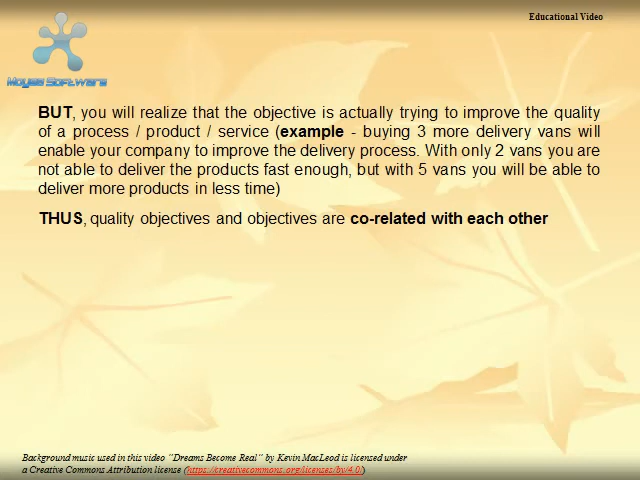 Educational Video
Moyea Software
BUT, you will realize that the objective is actually trying to improve the quality
of a process / product / service (example - buying 3 more delivery vans will
enable your company to improve the delivery process. With only 2 vans you are
not able to deliver the products fast enough, but with 5 vans you will be able to
deliver more products in less time)
THUS, quality objectives and objectives are co-related with each other
Background music used in this video "Dreams Become Real" by Kevin MacLeod is licensed under
a Creative Commons Attribution license (https://creativecommons.org/licenses/by/4.0/)